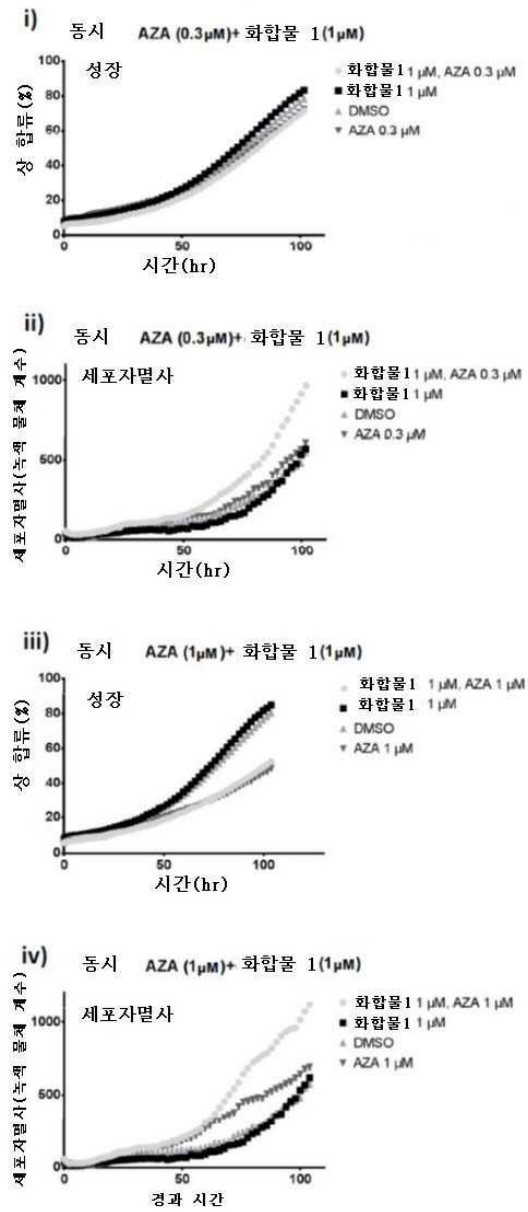 i)
동시 AZA (0.3μM)+ 화합물 1(1μM)
성장
상 합류(%)
100
80
60
40
20
0
0 50 100
시간(hr)
화합물1 1 μM, AZA 0.3 μM
화합물1 1 μM
DMSO
AZA 0.3 μM
ii)
동시 AZA (0.3μM)+ 화합물 1(1μM)
세포자멸사
세포자멸사(녹색 물체 계수)
1000
500
0
0 50 100
시간(hr)
화합물1 1 μM, AZA 0.3 μM
화합물1 1 μM
DMSO
AZA 0.3 μM
iii)
동시 AZA (1μM)+ 화합물 1(1μM)
성장
상 합류(%)
100
80
60
40
20
0
0 50 100
시간(hr)
화합물1 1 μM, AZA 1 μM
화합물1 1 μM
DMSO
AZA 1 μM
iv)
동시 AZA (1μM)+ 화합물 1(1μM)
세포자멸사
세포자멸사(녹색 물체 계수)
1000
500
0
0 50 100
경과 시간
화합물1 1 μM, AZA 1 μM
화합물1 1 μM
DMSO
AZA 1 μM